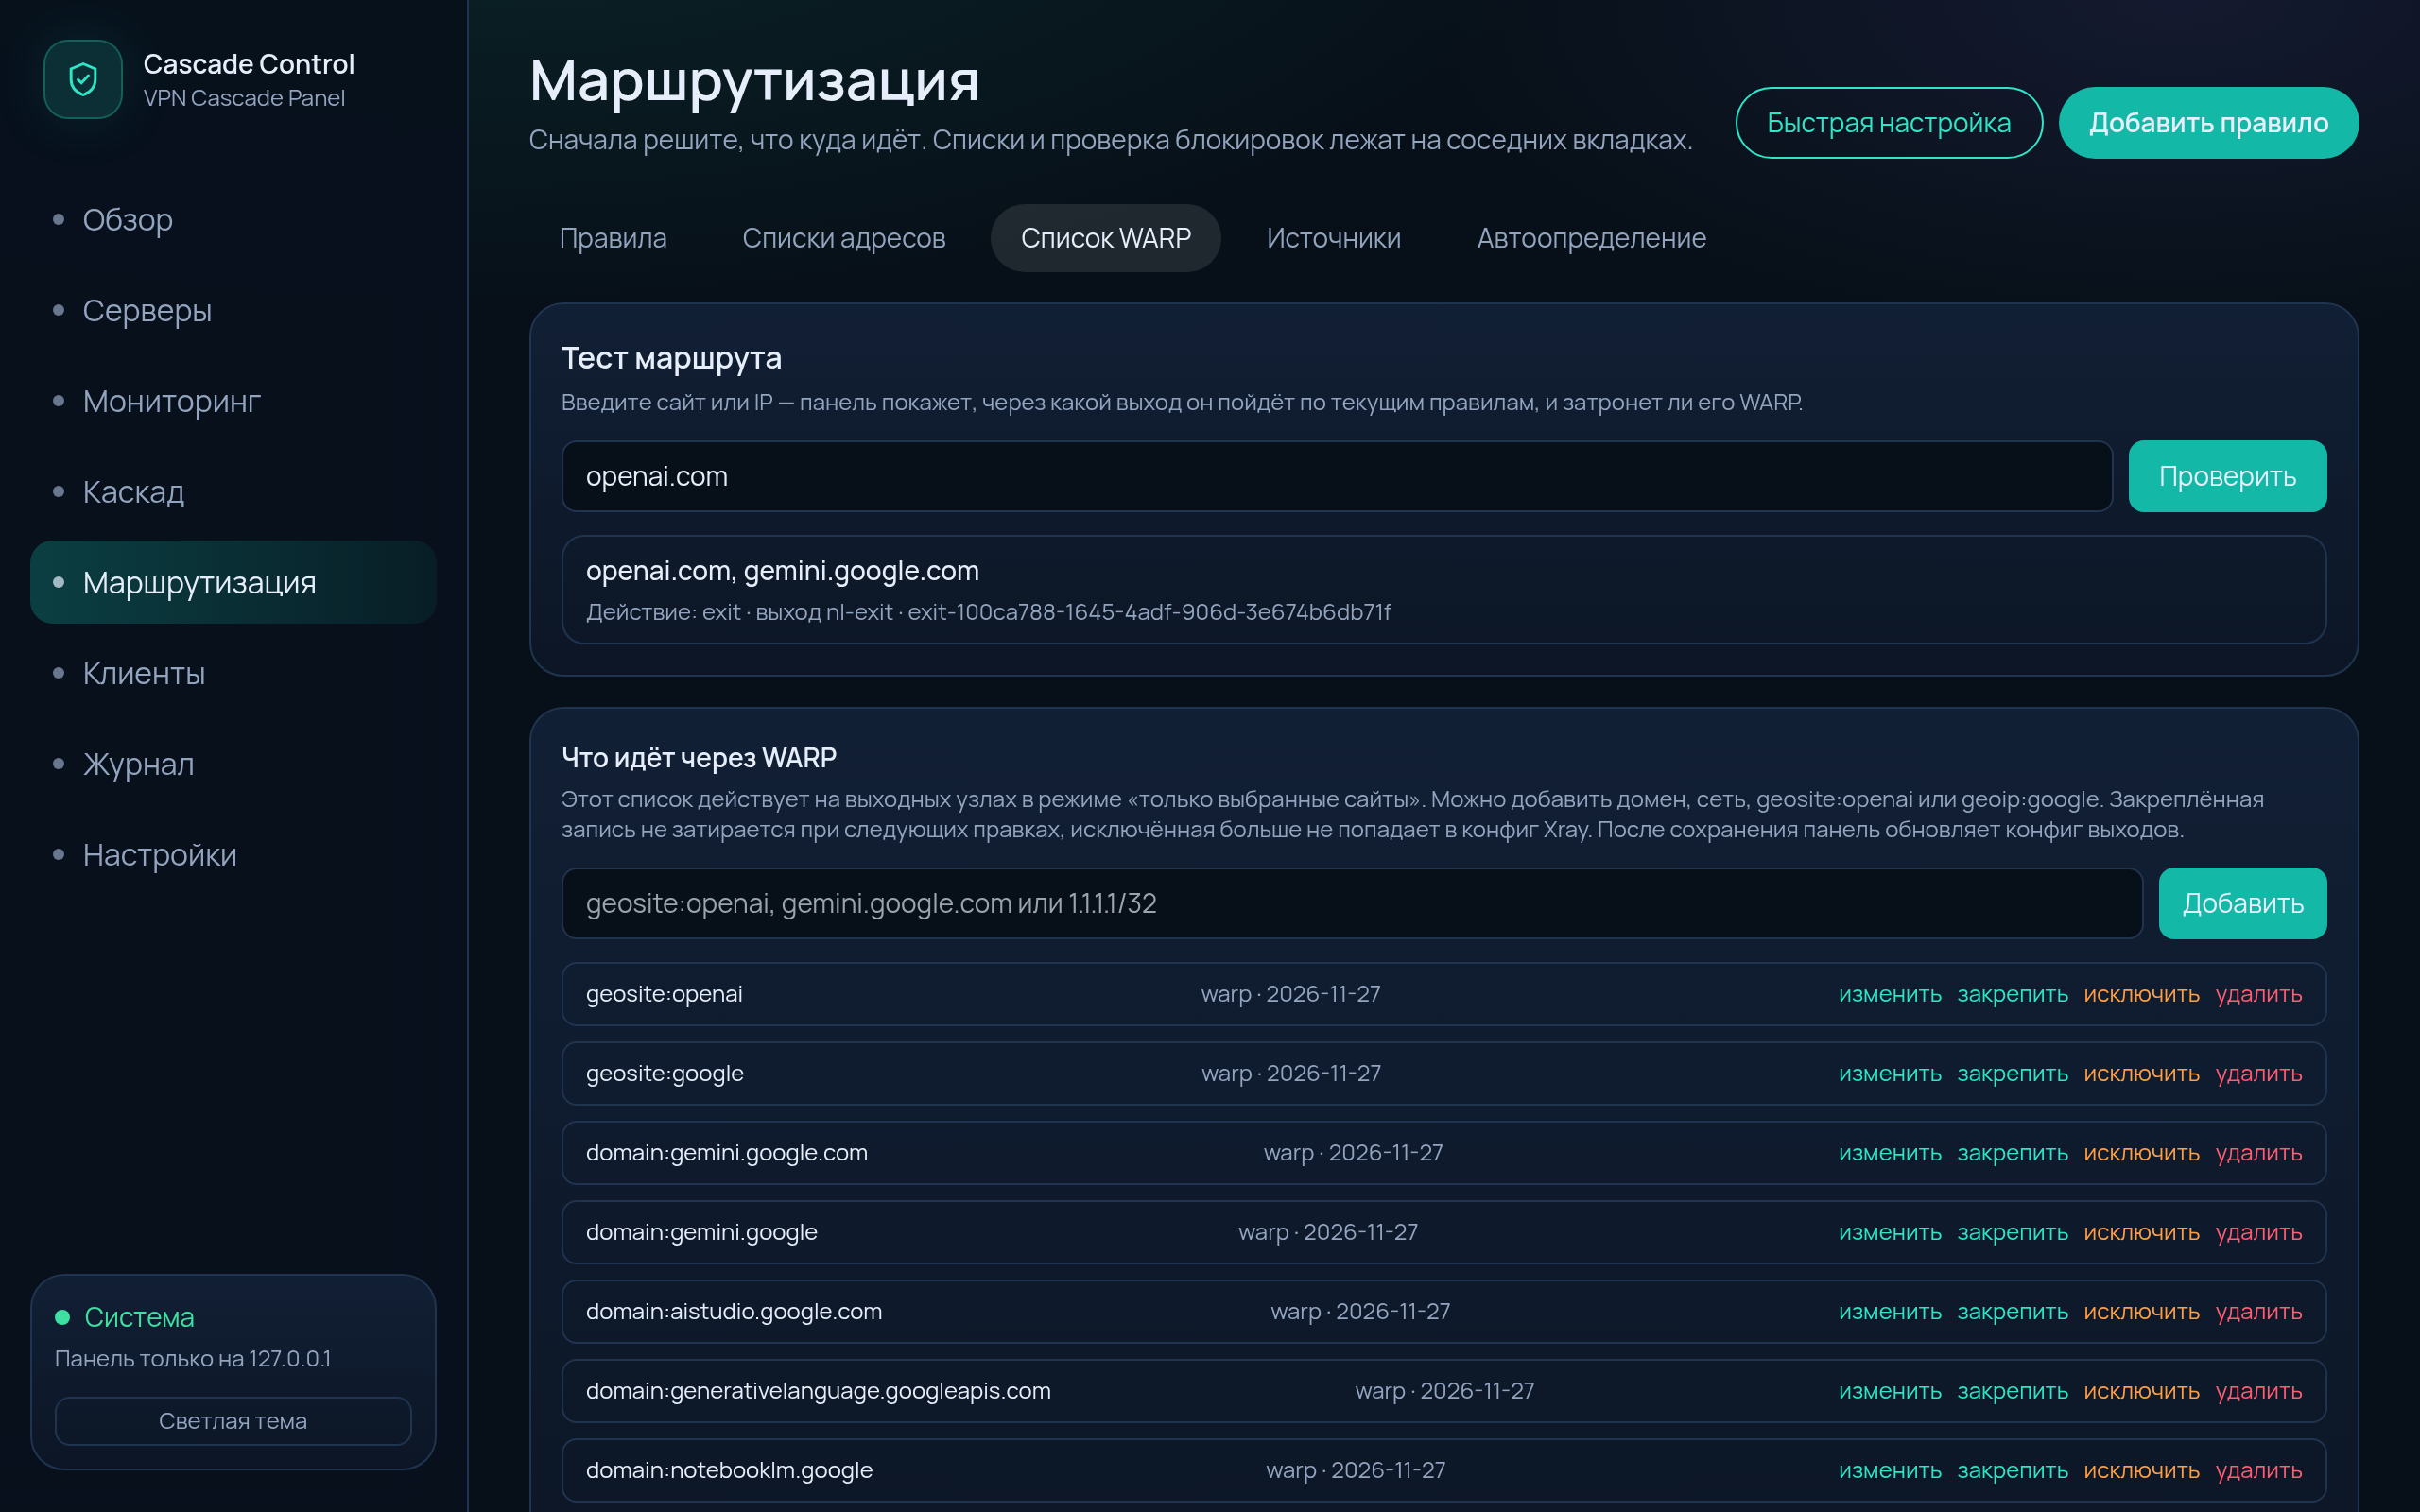 Cascade Control
VPN Cascade Panel
Обзор
Серверы
Мониторинг
Каскад
Маршрутизация
Клиенты
Журнал
Настройки
Система
Панель только на 127.0.0.1
Светлая тема
Маршрутизация
Сначала решите, что куда идёт. Списки и проверка блокировок лежат на соседних вкладках.
Быстрая настройка
Добавить правило
Правила
Списки адресов
Список WARP
Источники
Автоопределение
Тест маршрута
Введите сайт или IP — панель покажет, через какой выход он пойдёт по текущим правилам, и затронет ли его WARP.
openai.com
Проверить
openai.com, gemini.google.com
Действие: exit · выход nl-exit · exit-100ca788-1645-4adf-906d-3e674b6db71f
Что идёт через WARP
Этот список действует на выходных узлах в режиме «только выбранные сайты». Можно добавить домен, сеть, geosite:openai или geoip:google. Закреплённая
запись не затирается при следующих правках, исключённая больше не попадает в конфиг Xray. После сохранения панель обновляет конфиг выходов.
geosite:openai, gemini.google.com или 1.1.1.1/32
Добавить
geosite:openai warp · 2026-11-27 изменить закрепить исключить удалить
geosite:google warp · 2026-11-27 изменить закрепить исключить удалить
domain:gemini.google.com warp · 2026-11-27 изменить закрепить исключить удалить
domain:gemini.google warp · 2026-11-27 изменить закрепить исключить удалить
domain:aistudio.google.com warp · 2026-11-27 изменить закрепить исключить удалить
domain:generativelanguage.googleapis.com warp · 2026-11-27 изменить закрепить исключить удалить
domain:notebooklm.google warp · 2026-11-27 изменить закрепить исключить удалить